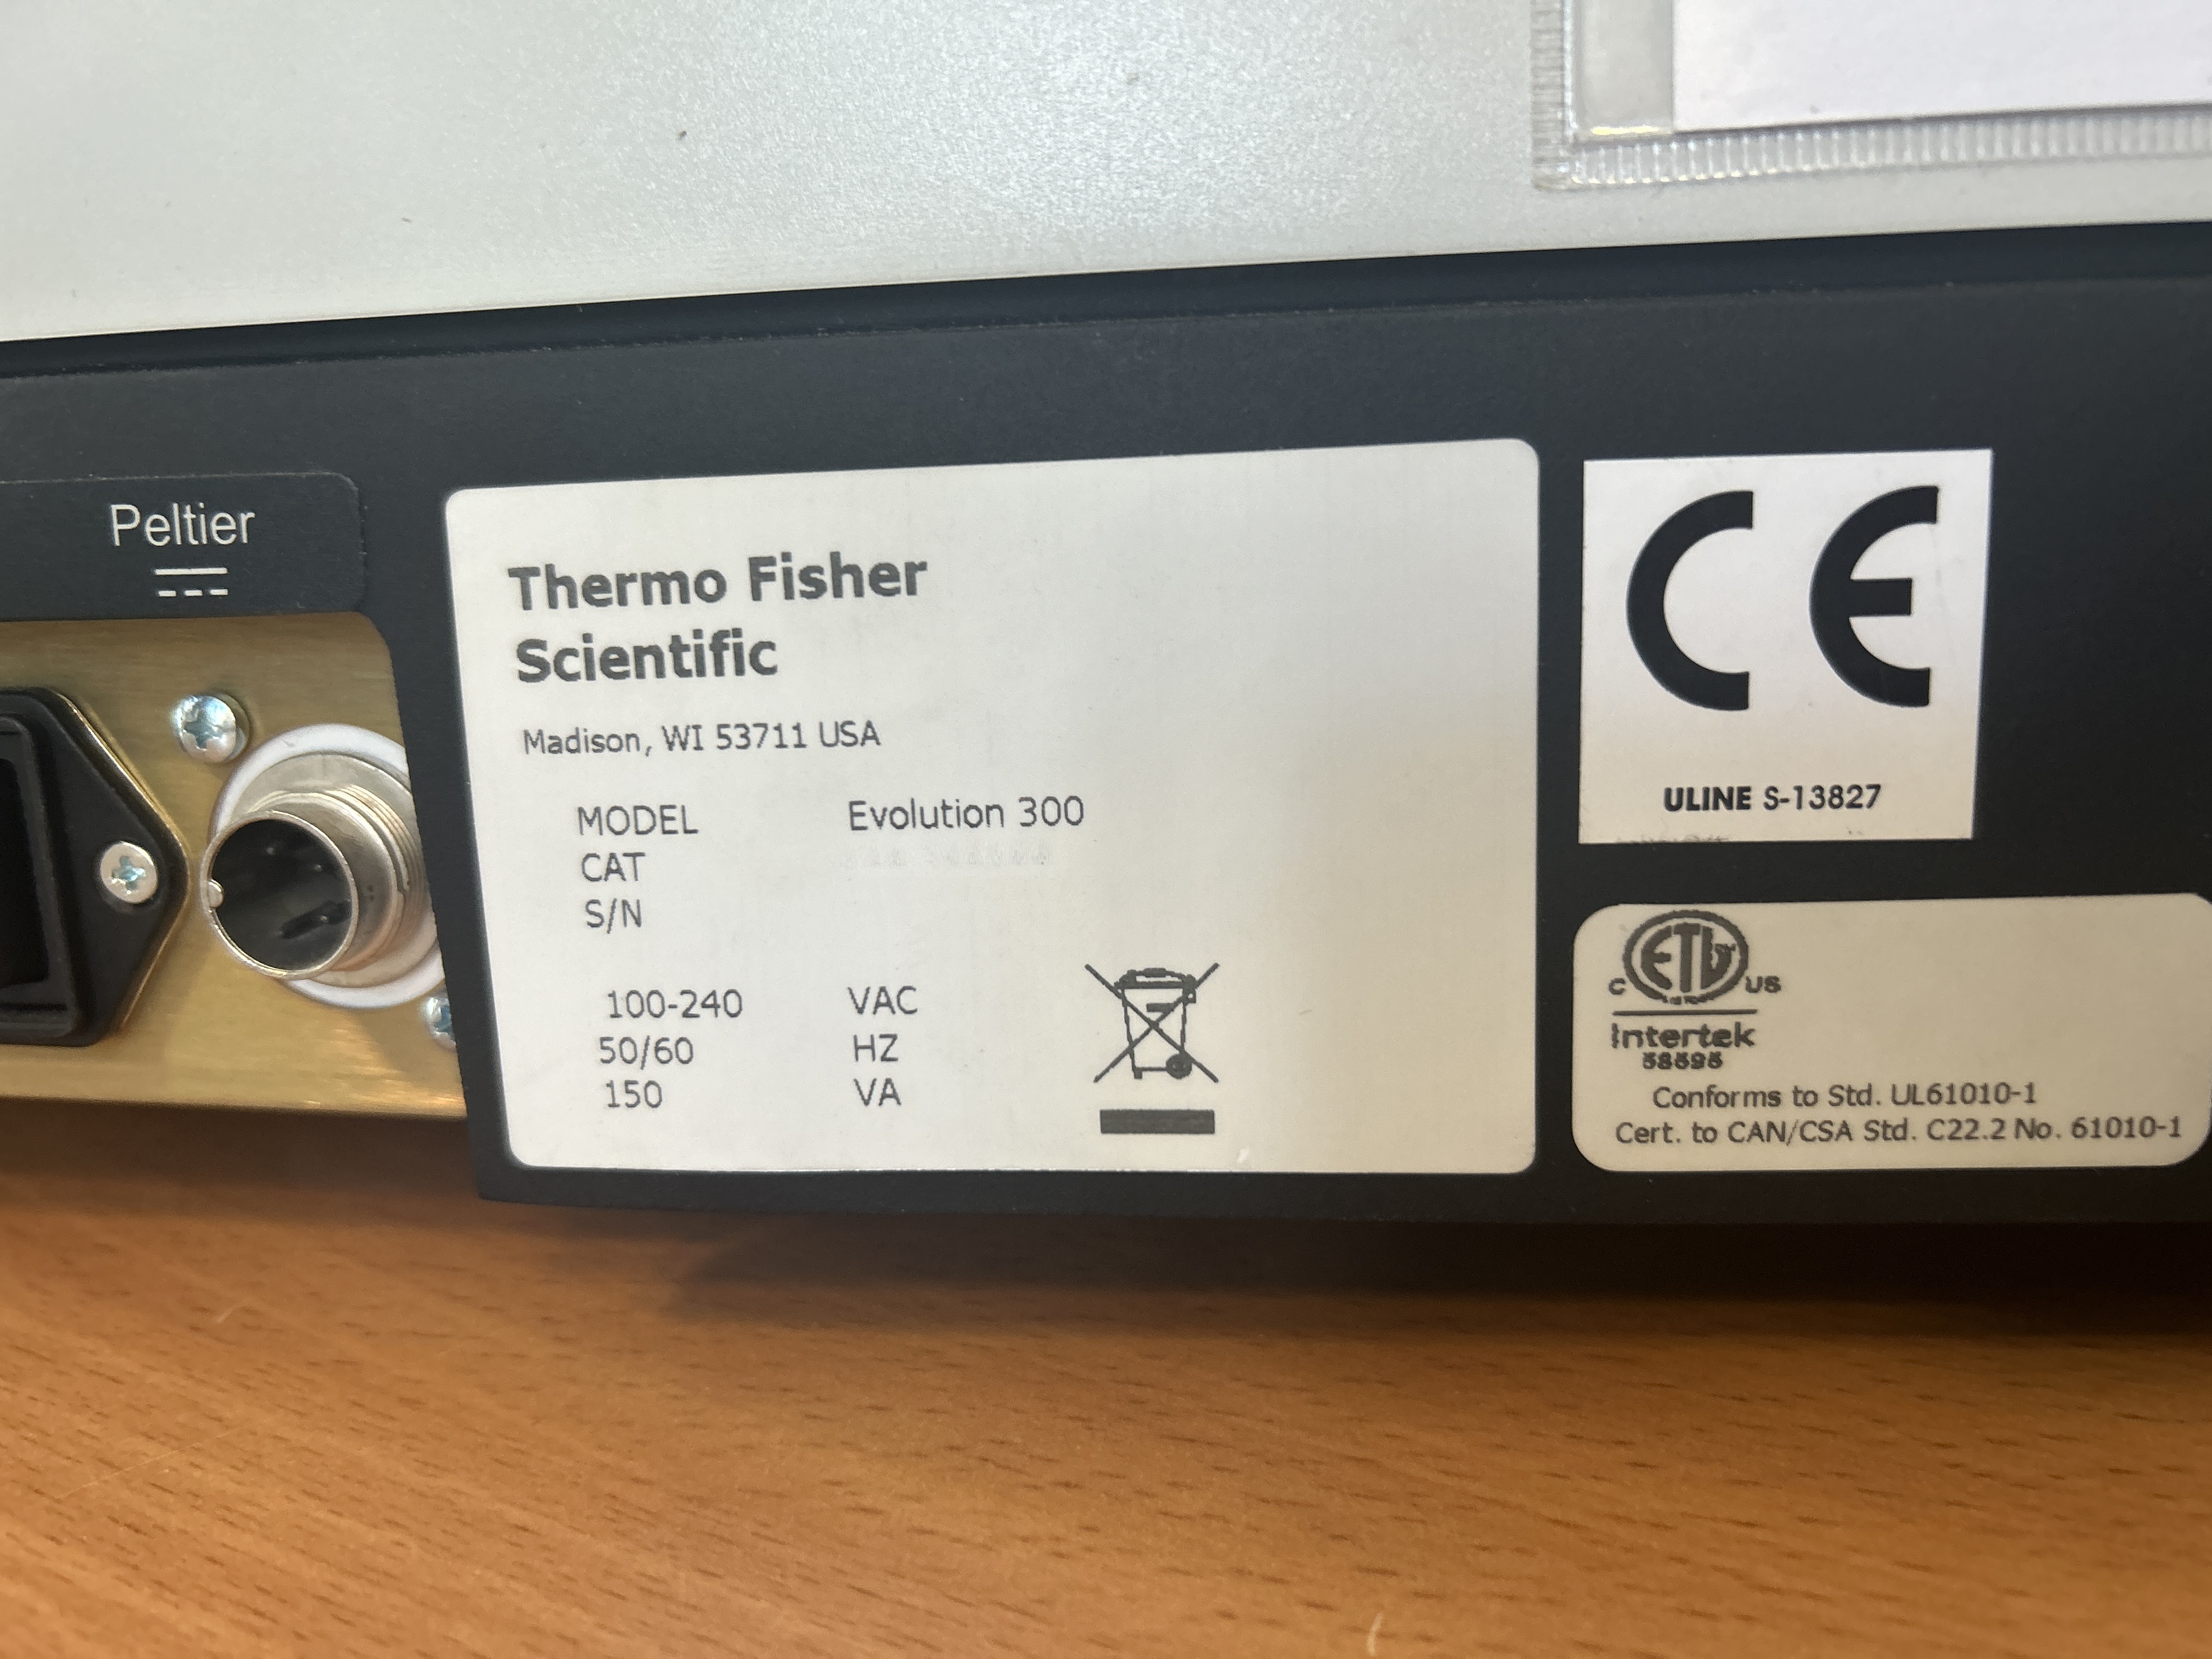 Peltier
Thermo Fisher
Scientific
Madison, WI 53711 USA
MODEL Evolution 300
CAT
S/N
100-240 VAC
50/60 HZ
150 VA
CE
ULINE S-13827
C ETL US
Intertek
Conforms to Std. UL61010-1
Cert. to CAN/CSA Std. C22.2 No. 61010-1